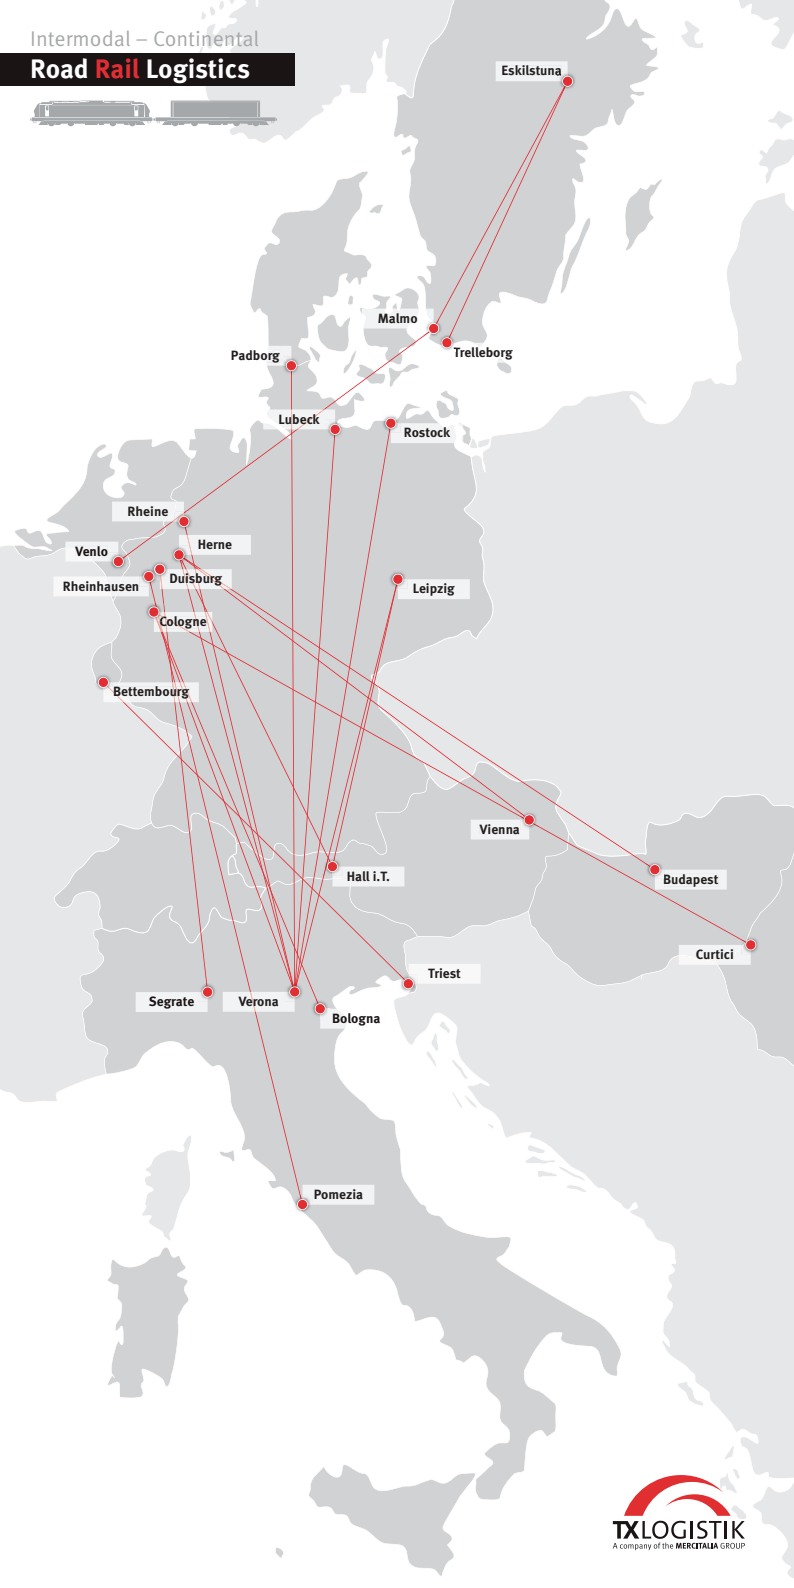 Intermodal – Continental
Road Rail Logistics
Eskilstuna
Malmo
Trelleborg
Padborg
Lubeck
Rostock
Rheine
Herne
Venlo
Duisburg
Rheinhausen
Leipzig
Cologne
Bettembourg
Vienna
Hall i.T.
Budapest
Curtici
Triest
Segrate
Verona
Bologna
Pomezia
TXLOGISTIK
A company of the MERCITALIA GROUP